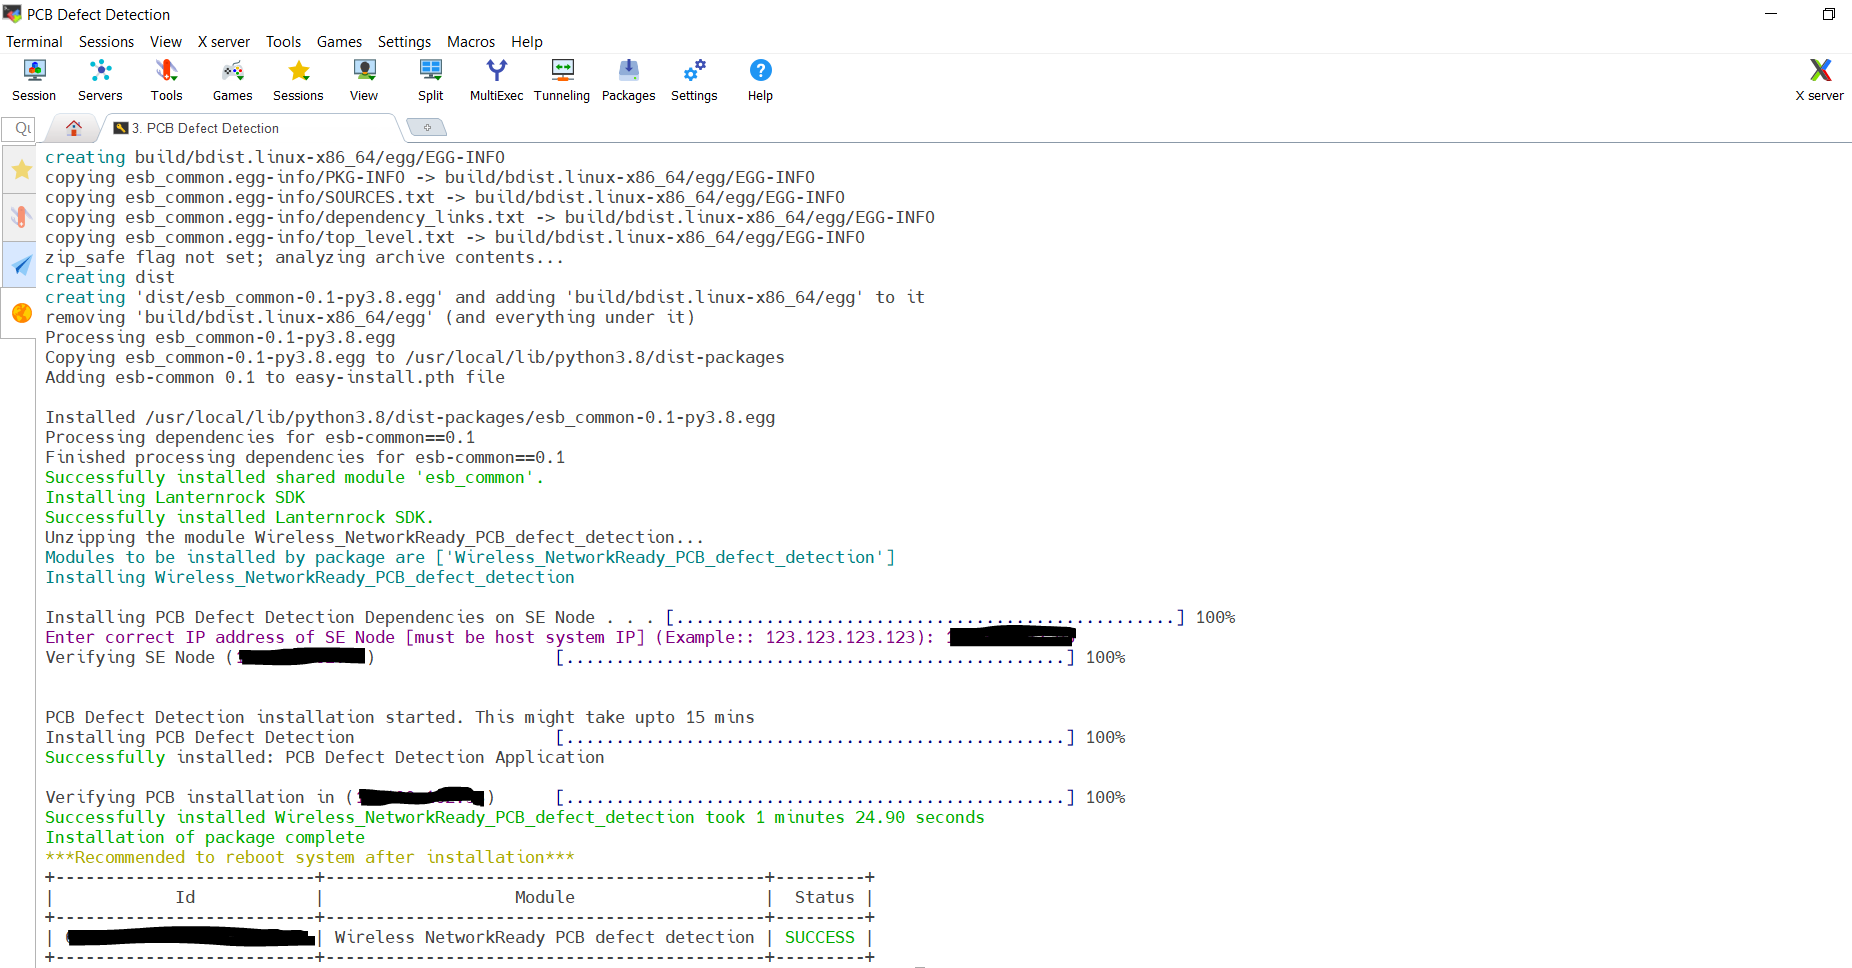 PCB Defect Detection
Terminal Sessions View X server Tools Games Settings Macros Help
Session Servers Tools Games Sessions View Split MultiExec Tunneling Packages Settings Help X server
3. PCB Defect Detection
creating build/bdist.linux-x86_64/egg/EGG-INFO
copying esb_common.egg-info/PKG-INFO -> build/bdist.linux-x86_64/egg/EGG-INFO
copying esb_common.egg-info/SOURCES.txt -> build/bdist.linux-x86_64/egg/EGG-INFO
copying esb_common.egg-info/dependency_links.txt -> build/bdist.linux-x86_64/egg/EGG-INFO
copying esb_common.egg-info/top_level.txt -> build/bdist.linux-x86_64/egg/EGG-INFO
zip_safe flag not set; analyzing archive contents...
creating dist
creating 'dist/esb_common-0.1-py3.8.egg' and adding 'build/bdist.linux-x86_64/egg' to it
removing 'build/bdist.linux-x86_64/egg' (and everything under it)
Processing esb_common-0.1-py3.8.egg
Copying esb_common-0.1-py3.8.egg to /usr/local/lib/python3.8/dist-packages
Adding esb-common 0.1 to easy-install.pth file
Installed /usr/local/lib/python3.8/dist-packages/esb_common-0.1-py3.8.egg
Processing dependencies for esb-common==0.1
Finished processing dependencies for esb-common==0.1
Successfully installed shared module 'esb_common'.
Installing Lanternrock SDK
Successfully installed Lanternrock SDK.
Unzipping the module Wireless_NetworkReady_PCB_defect_detection...
Modules to be installed by package are ['Wireless_NetworkReady_PCB_defect_detection']
Installing Wireless_NetworkReady_PCB_defect_detection
Installing PCB Defect Detection Dependencies on SE Node . . . [..................................................] 100%
Enter correct IP address of SE Node [must be host system IP] (Example:: 123.123.123.123):
Verifying SE Node ( ) [..................................................] 100%
PCB Defect Detection installation started. This might take upto 15 mins
Installing PCB Defect Detection [..................................................] 100%
Successfully installed: PCB Defect Detection Application
Verifying PCB installation in ( ) [..................................................] 100%
Successfully installed Wireless_NetworkReady_PCB_defect_detection took 1 minutes 24.90 seconds
Installation of package complete
***Recommended to reboot system after installation***
+--------------------------+--------------------------------------------+---------+
| Id | Module | Status |
+--------------------------+--------------------------------------------+---------+
| | Wireless NetworkReady PCB defect detection | SUCCESS |
+--------------------------+--------------------------------------------+---------+